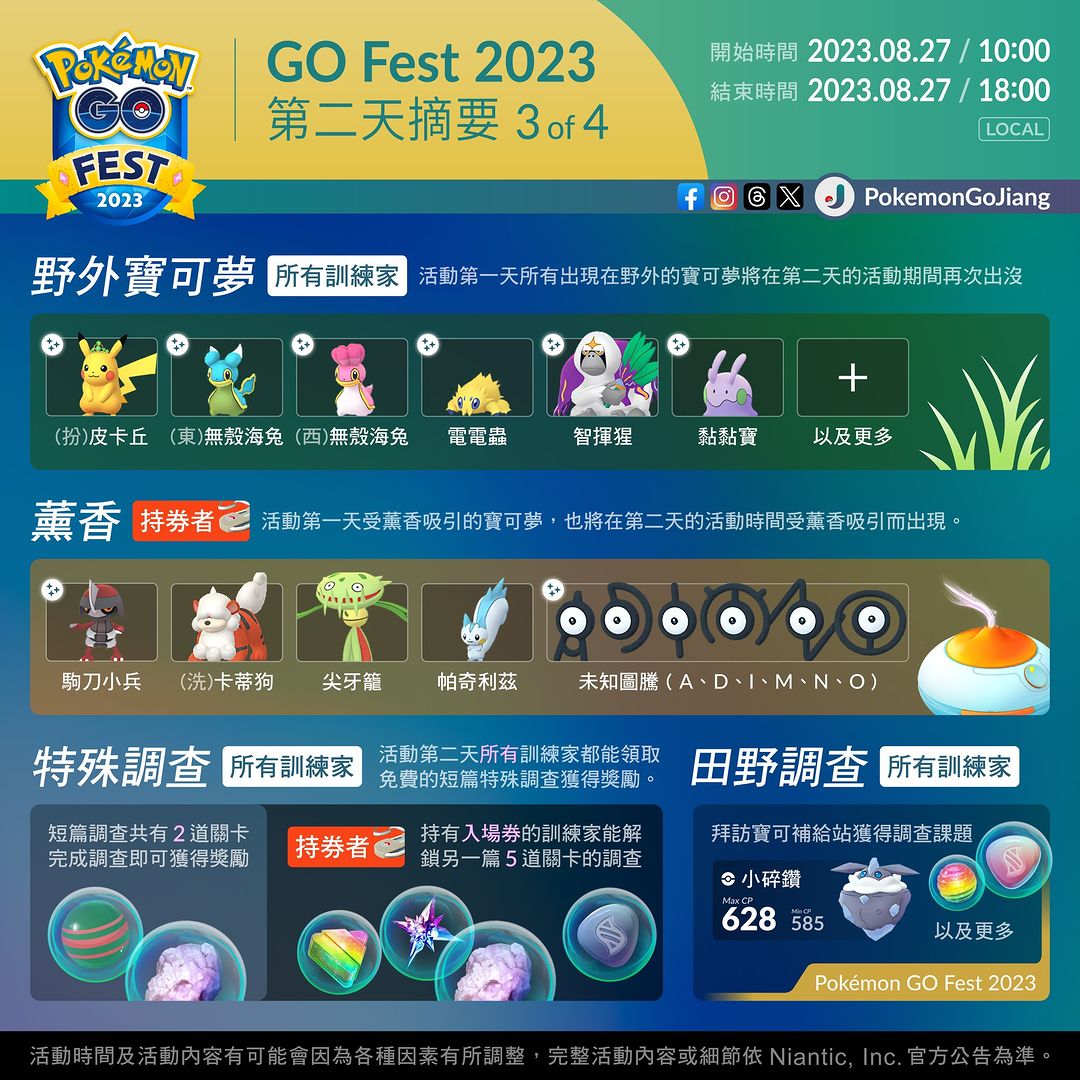 POKÉMON
GO
FEST
2023
GO Fest 2023
第二天摘要 3 of 4
開始時間 2023.08.27 / 10:00
結束時間 2023.08.27 / 18:00
LOCAL
PokemonGoJiang
野外寶可夢 所有訓練家 活動第一天所有出現在野外的寶可夢將在第二天的活動期間再次出沒
(扮)皮卡丘 (東)無殼海兔 (西)無殼海兔 電電蟲 智揮猩 黏黏寶 以及更多
薰香 持券者 活動第一天受薰香吸引的寶可夢，也將在第二天的活動時間受薰香吸引而出現。
駒刀小兵 (洗)卡蒂狗 尖牙籠 帕奇利茲 未知圖騰 ( A、D、I、M、N、O )
特殊調查 所有訓練家
活動第二天所有訓練家都能領取
免費的短篇特殊調查獲得獎勵。
短篇調查共有 2 道關卡
完成調查即可獲得獎勵
持券者
持有入場券的訓練家能解
鎖另一篇 5 道關卡的調查
田野調查 所有訓練家
拜訪寶可補給站獲得調查課題
小碎鑽
Max CP
628
Min CP
585
以及更多
Pokémon GO Fest 2023
活動時間及活動內容有可能會因為各種因素有所調整，完整活動內容或細節依 Niantic, Inc. 官方公告為準。